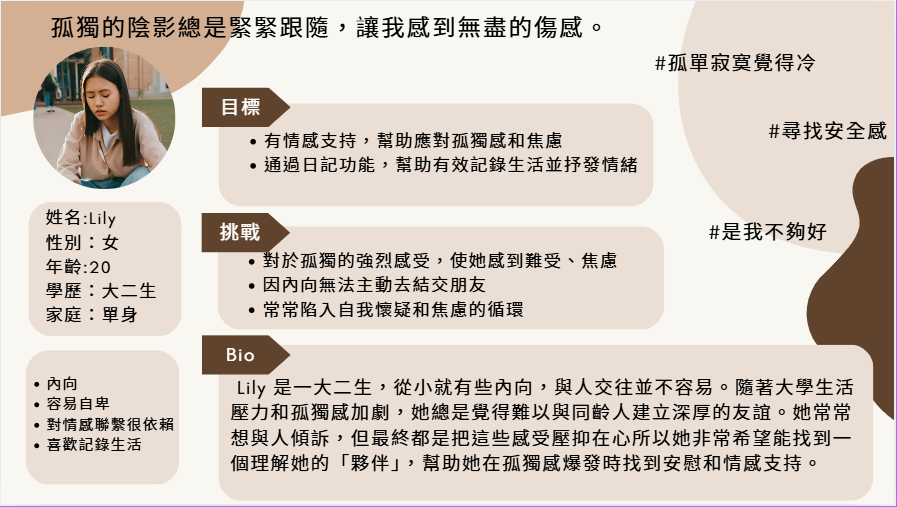 孤獨的陰影總是緊緊跟隨，讓我感到無盡的傷感。
#孤單寂寞覺得冷
#尋找安全感
#是我不夠好
姓名:Lily
性別：女
年齡:20
學歷：大二生
家庭：單身
• 內向
• 容易自卑
• 對情感聯繫很依賴
• 喜歡記錄生活
目標
• 有情感支持，幫助應對孤獨感和焦慮
• 通過日記功能，幫助有效記錄生活並抒發情緒
挑戰
• 對於孤獨的強烈感受，使她感到難受、焦慮
• 因內向無法主動去結交朋友
• 常常陷入自我懷疑和焦慮的循環
Bio
Lily 是一大二生，從小就有些內向，與人交往並不容易。隨著大學生活
壓力和孤獨感加劇，她總是覺得難以與同齡人建立深厚的友誼。她常常
想與人傾訴，但最終都是把這些感受壓抑在心所以她非常希望能找到一
個理解她的「夥伴」，幫助她在孤獨感爆發時找到安慰和情感支持。